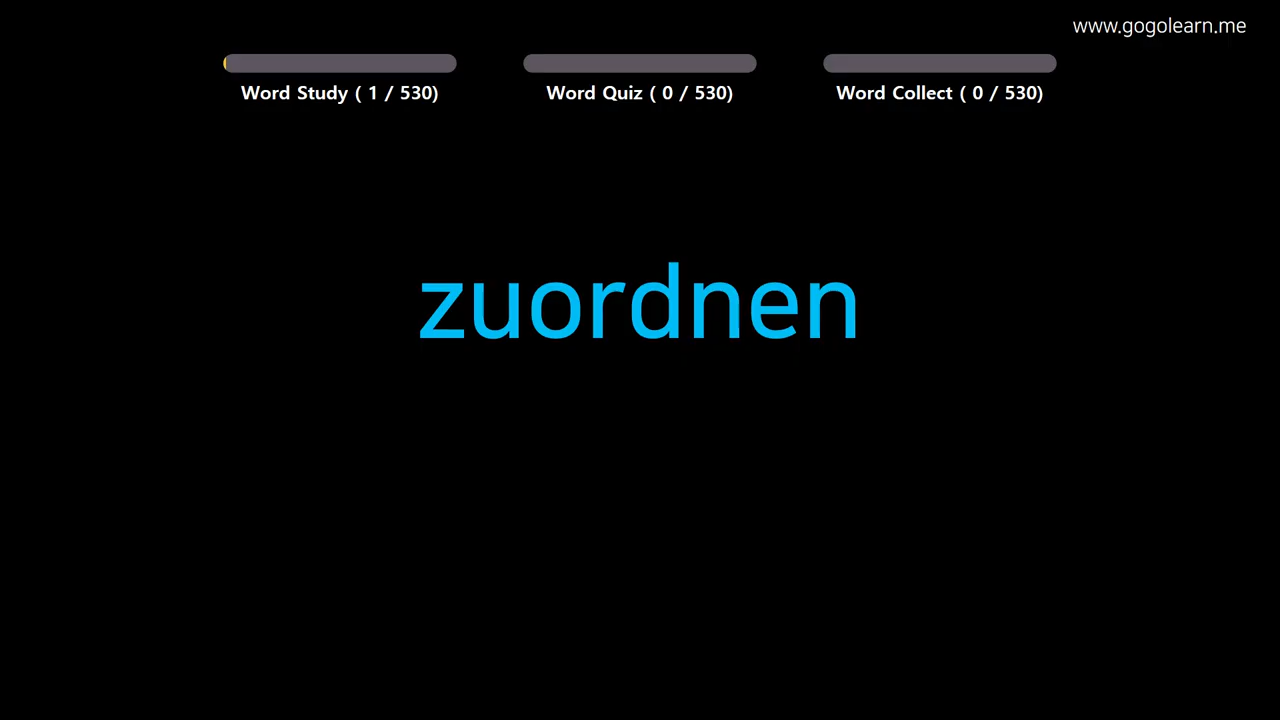 www.gogolearn.me
Word Study ( 1 / 530)
Word Quiz ( 0 / 530)
Word Collect ( 0 / 530)
zuordnen